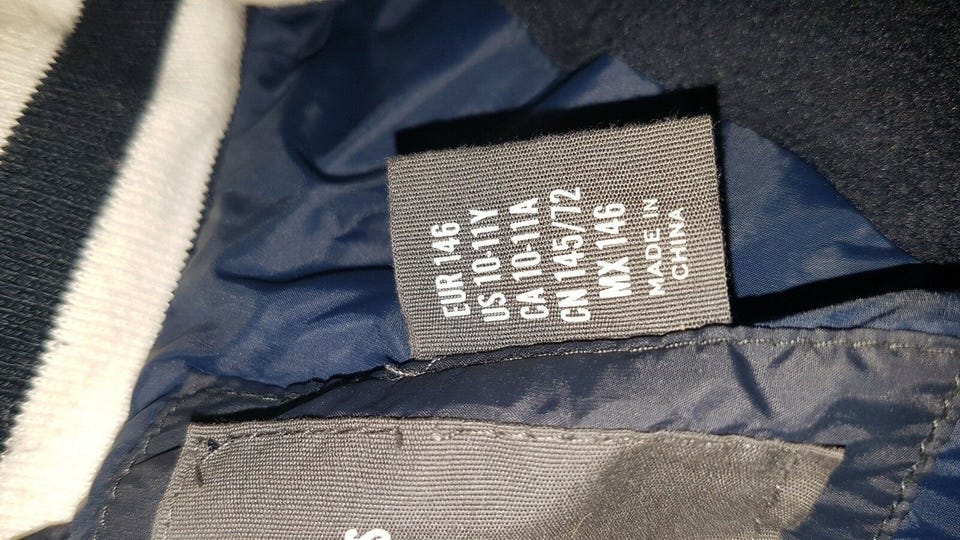 EUR 146
US 10-11Y
CA 10-11A
CN 145/72
MX 146
MADE IN
CHINA
S